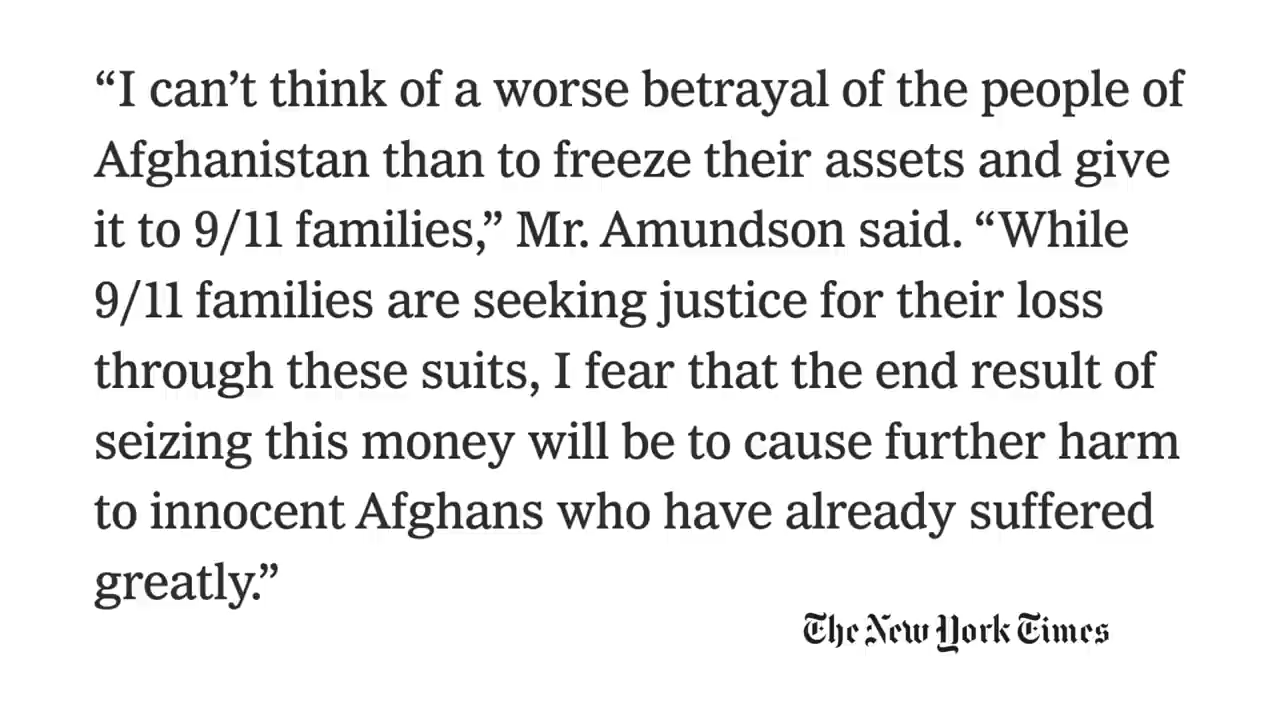 “I can’t think of a worse betrayal of the people of
Afghanistan than to freeze their assets and give
it to 9/11 families,” Mr. Amundson said. “While
9/11 families are seeking justice for their loss
through these suits, I fear that the end result of
seizing this money will be to cause further harm
to innocent Afghans who have already suffered
greatly.”
The New York Times